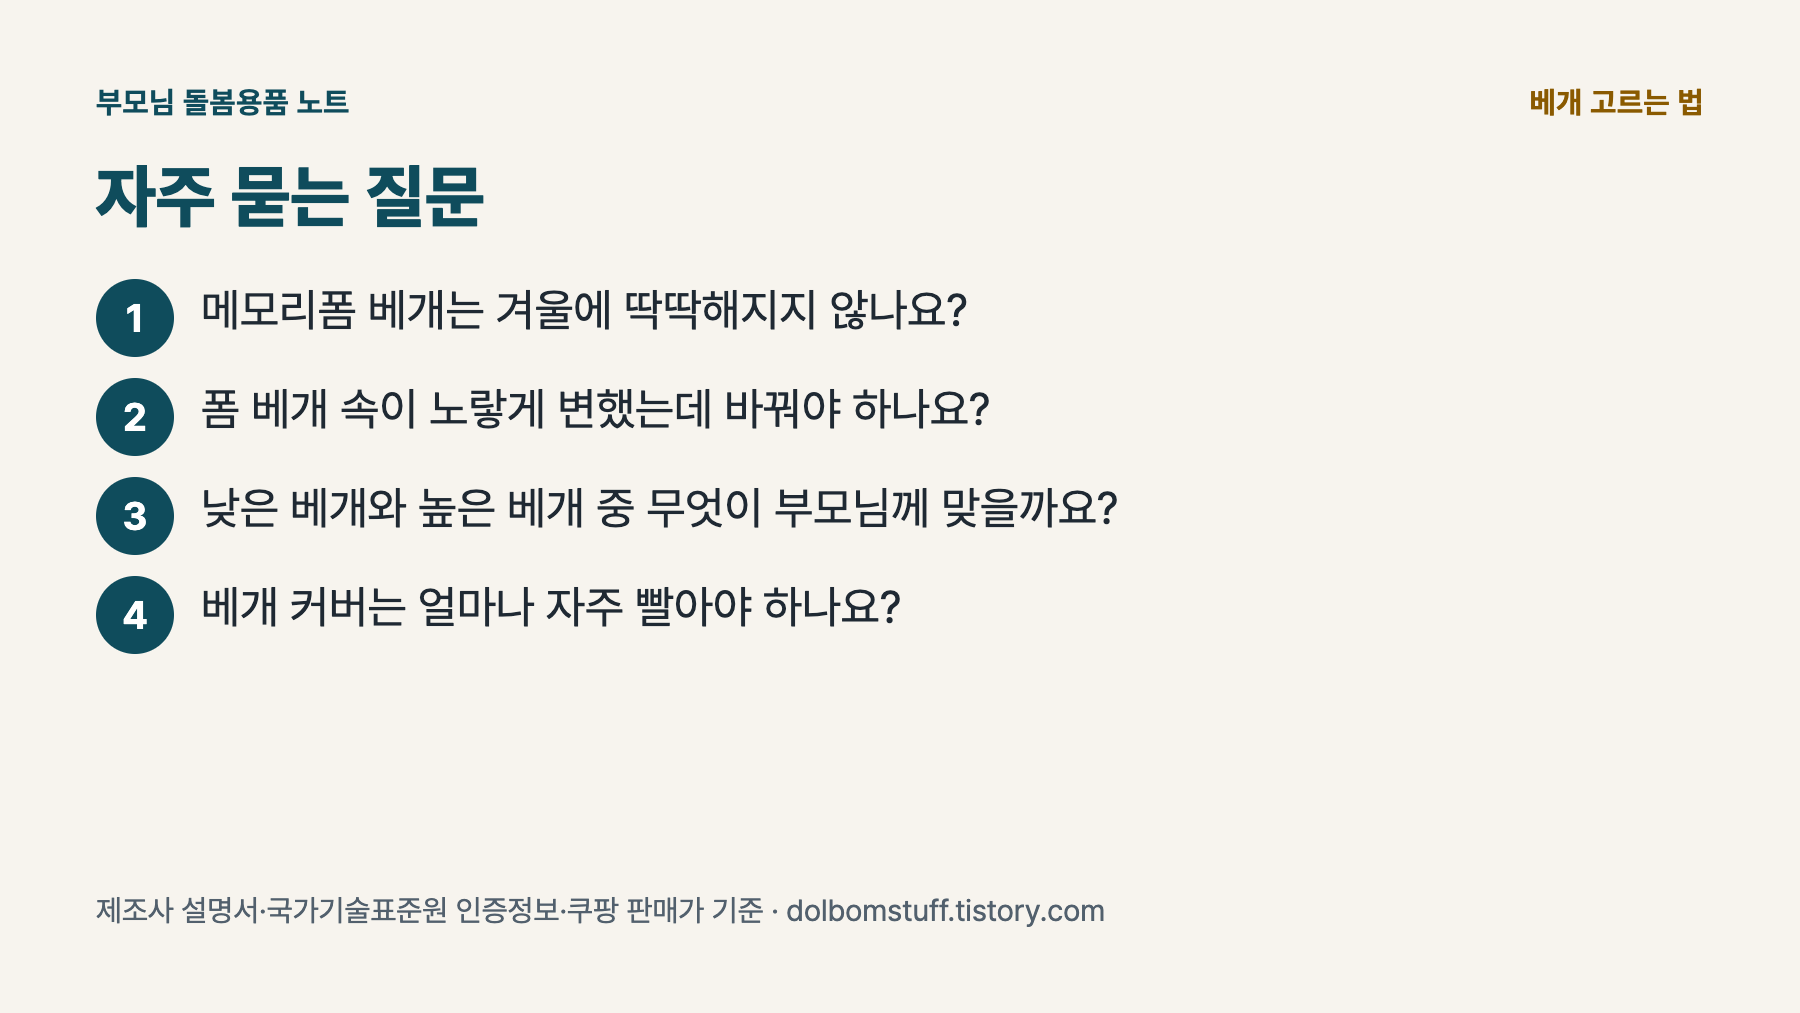 부모님 돌봄용품 노트
베개 고르는 법
자주 묻는 질문
1 메모리폼 베개는 겨울에 딱딱해지지 않나요?
2 폼 베개 속이 노랗게 변했는데 바꿔야 하나요?
3 낮은 베개와 높은 베개 중 무엇이 부모님께 맞을까요?
4 베개 커버는 얼마나 자주 빨아야 하나요?
제조사 설명서·국가기술표준원 인증정보·쿠팡 판매가 기준 · dolbomstuff.tistory.com